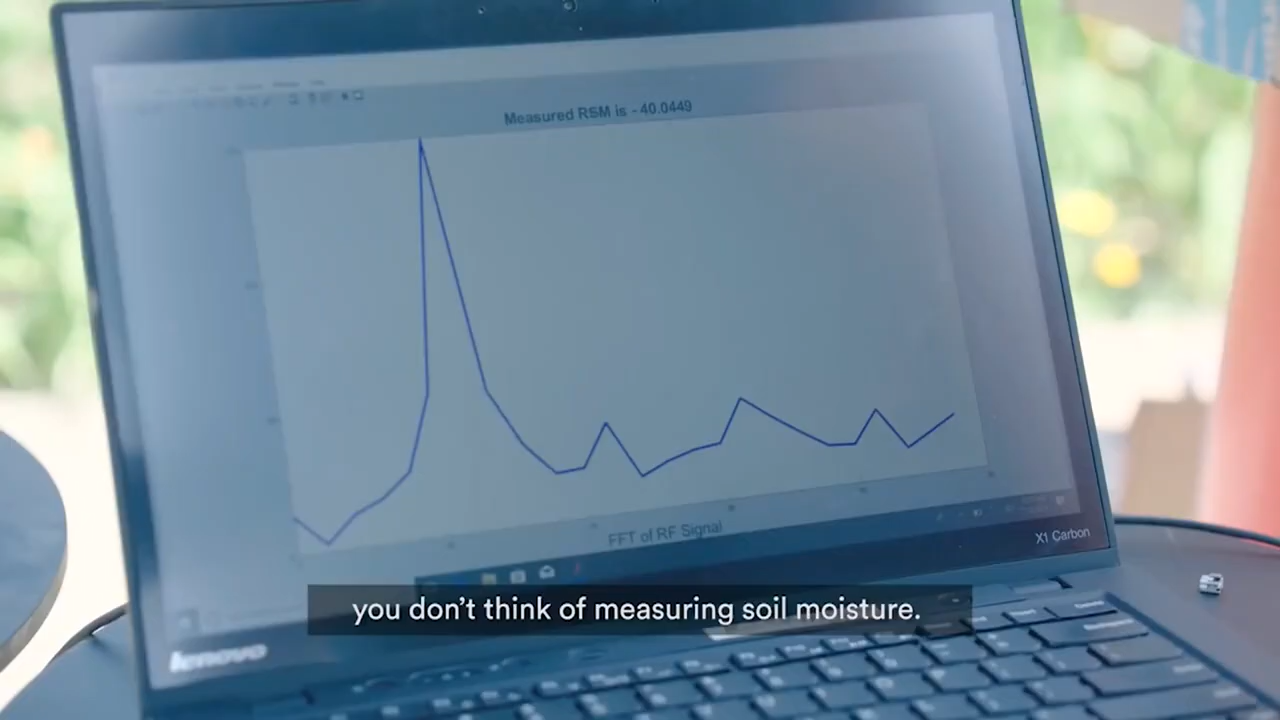 Measured RSM is - 40.0449
FFT of RF Signal
X1 Carbon
you don't think of measuring soil moisture.
lenovo